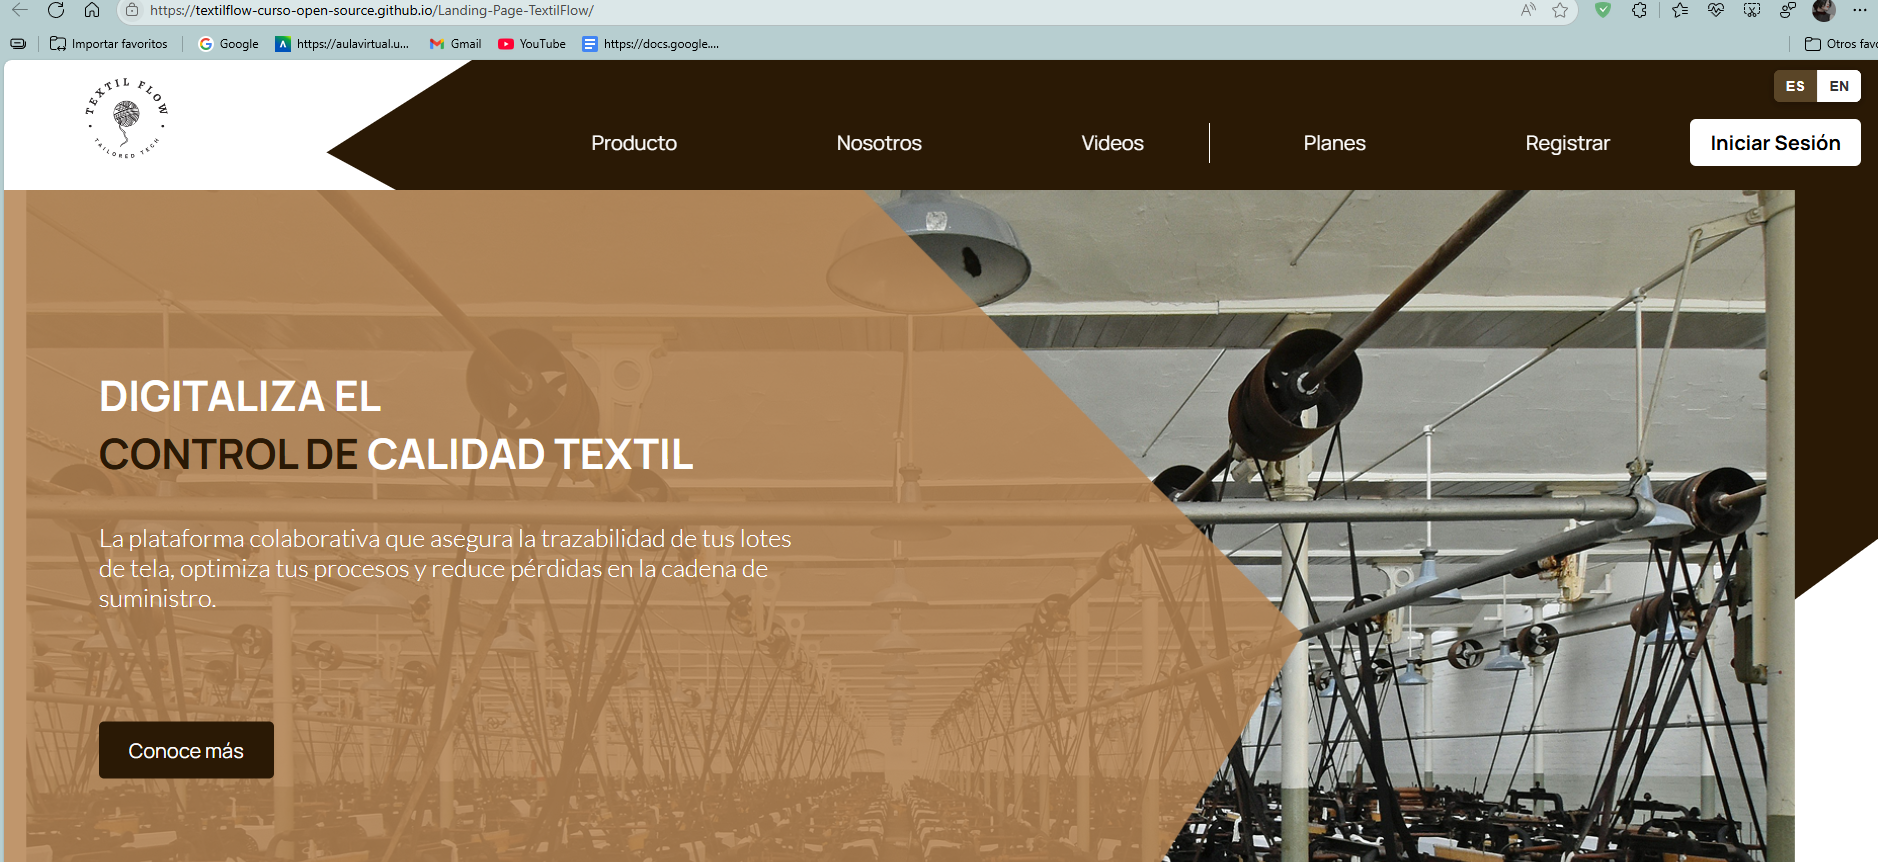 https://textilflow-curso-open-source.github.io/Landing-Page-TextilFlow/
Importar favoritos
Google
https://aulavirtual.u...
Gmail
YouTube
https://docs.google....
Otros favo
TEXTIL FLOW
TAILORED TECH
ES
EN
Producto
Nosotros
Videos
Planes
Registrar
Iniciar Sesión
DIGITALIZA EL
CONTROL DE CALIDAD TEXTIL
La plataforma colaborativa que asegura la trazabilidad de tus lotes
de tela, optimiza tus procesos y reduce pérdidas en la cadena de
suministro.
Conoce más